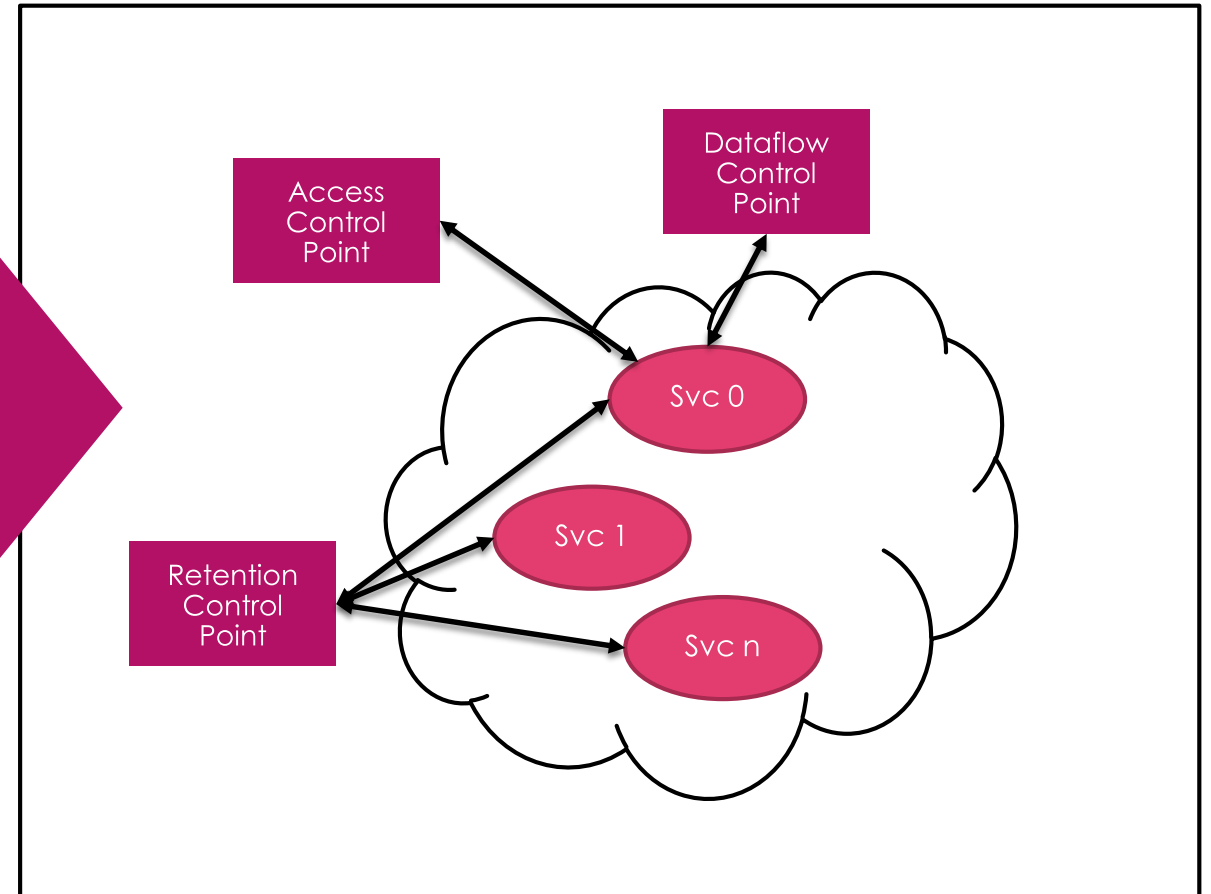 Dataflow
Control
Point
Access
Control
Point
Svc 0
Svc 1
Retention
Control
Point
Svc n